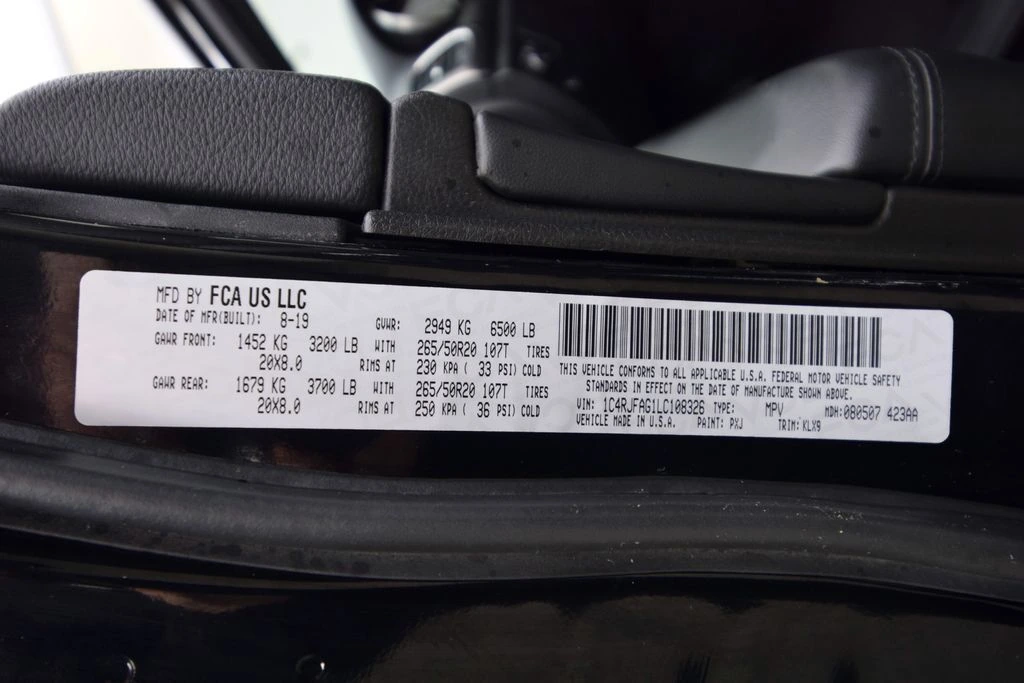 MFD BY FCA US LLC
DATE OF MFR(BUILT): 8-19 GVWR: 2949 KG 6500 LB
GAWR FRONT: 1452 KG 3200 LB WITH 265/50R20 107T TIRES
20X8.0 RIMS AT 230 KPA ( 33 PSI) COLD
GAWR REAR: 1679 KG 3700 LB WITH 265/50R20 107T TIRES
20X8.0 RIMS AT 250 KPA ( 36 PSI) COLD
THIS VEHICLE CONFORMS TO ALL APPLICABLE U.S.A. FEDERAL MOTOR VEHICLE SAFETY
STANDARDS IN EFFECT ON THE DATE OF MANUFACTURE SHOWN ABOVE.
VIN: 1C4RJFAG1LC108326 TYPE: MPV MDH: 080507 423AA
VEHICLE MADE IN U.S.A. PAINT: PXJ TRIM: KLX9